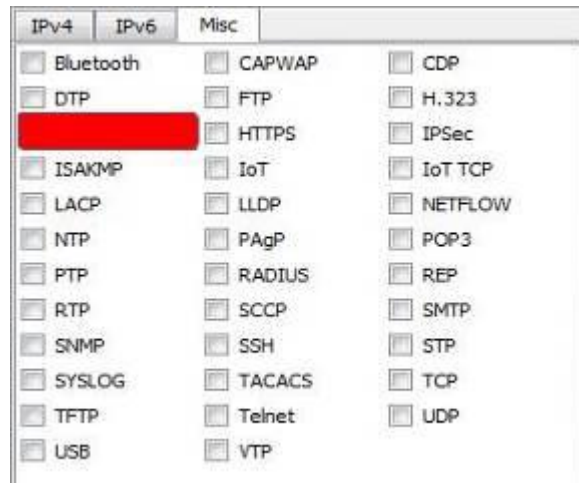 IPv4 IPv6 Misc
Bluetooth CAPWAP CDP
DTP FTP H.323
HTTPS IPSec
ISAKMP IoT IoT TCP
LACP LLDP NETFLOW
NTP PAgP POP3
PTP RADIUS REP
RTP SCCP SMTP
SNMP SSH STP
SYSLOG TACACS TCP
TFTP Telnet UDP
USB VTP